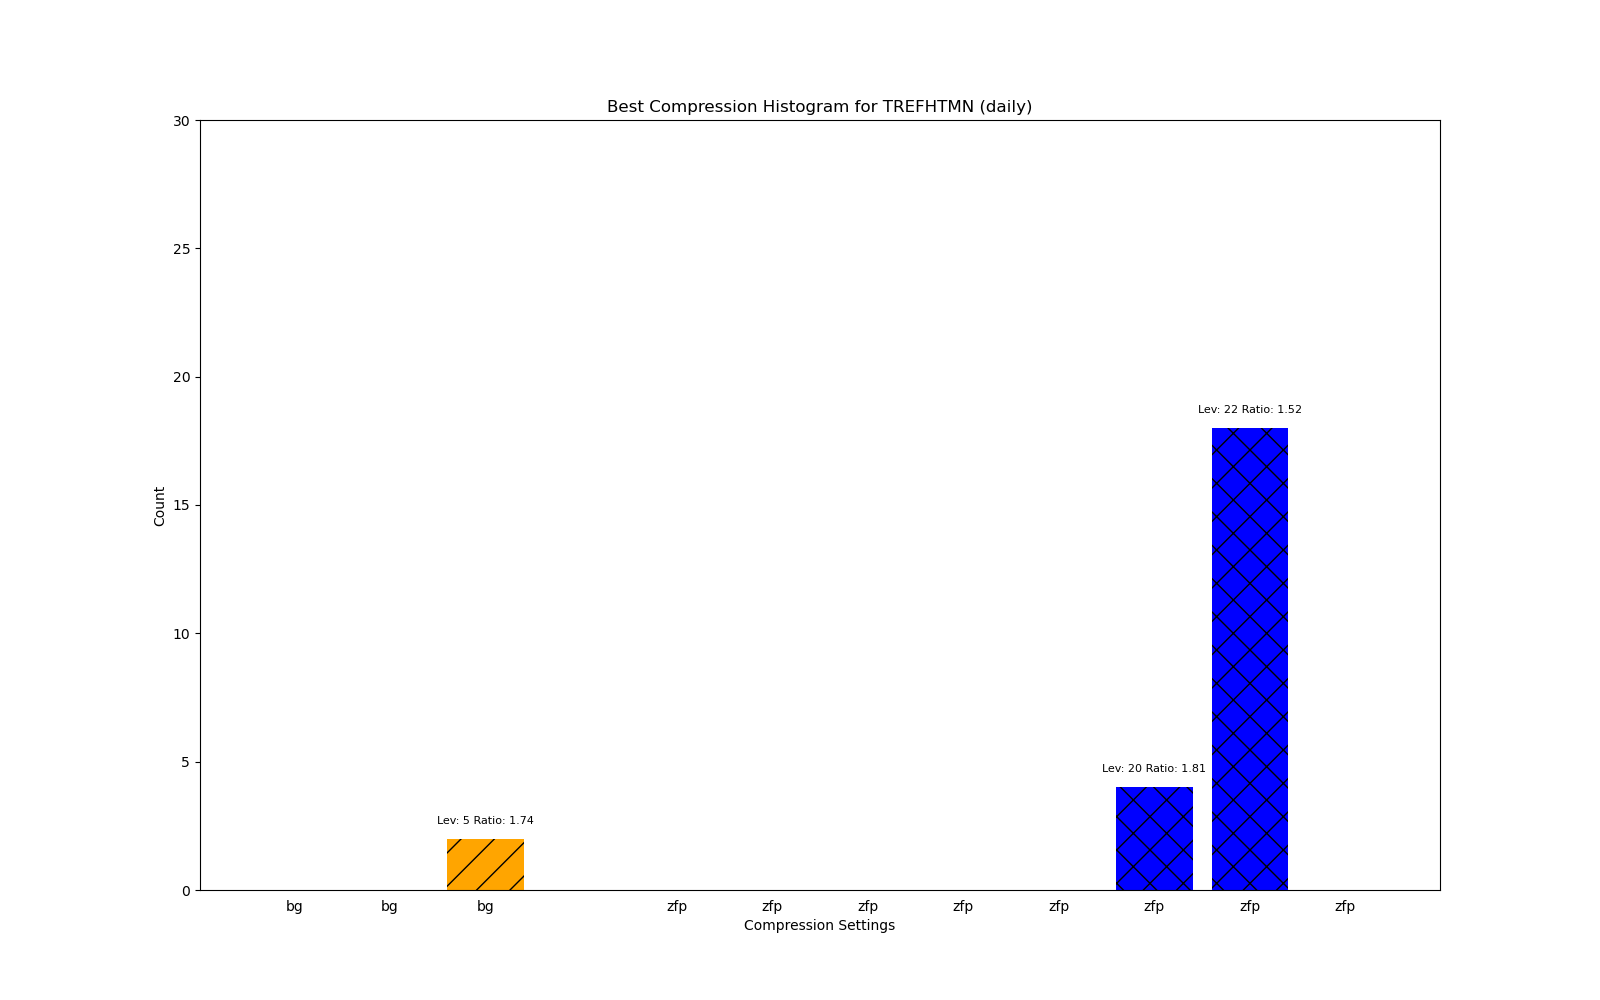 Best Compression Histogram for TREFHTMN (daily)
30
25
20
15
10
5
0
Count
Lev: 22 Ratio: 1.52
Lev: 20 Ratio: 1.81
Lev: 5 Ratio: 1.74
bg bg bg zfp zfp zfp zfp zfp zfp zfp zfp
Compression Settings